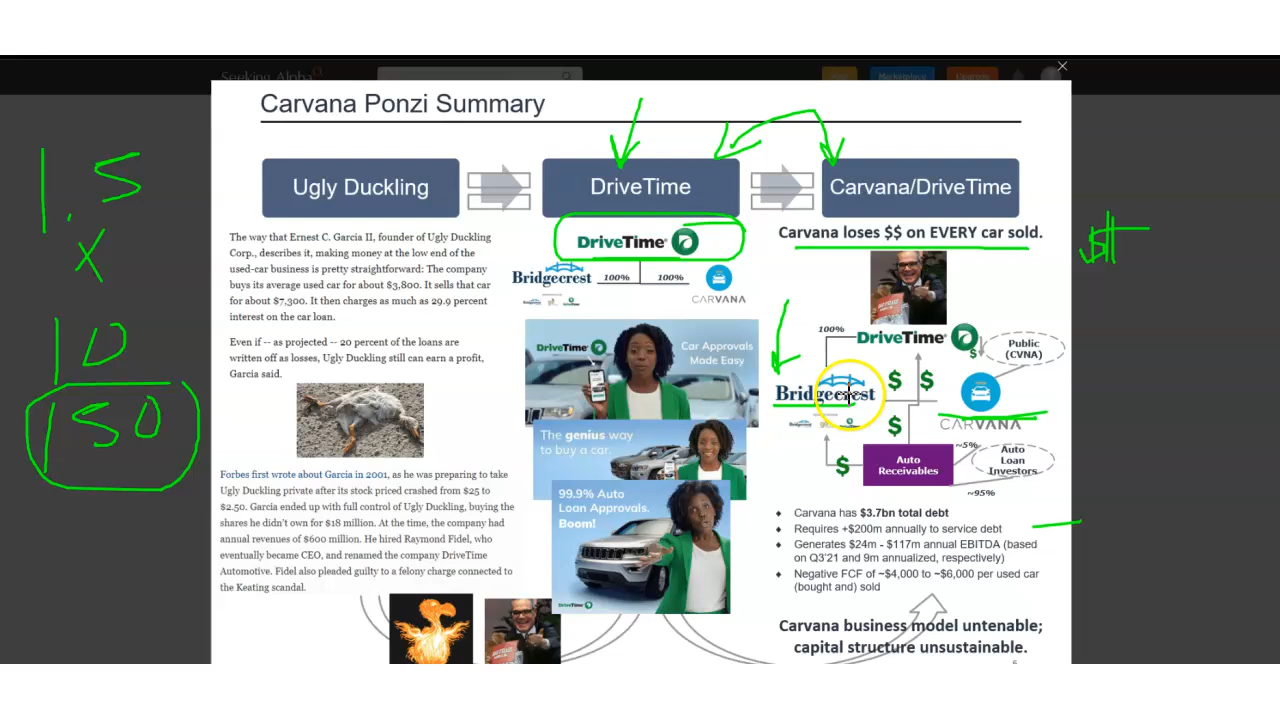 Seeking Alpha
Marketplace
Carvana Ponzi Summary
1.5
x
10
150
$
Ugly Duckling
DriveTime
Carvana/DriveTime
The way that Ernest C. Garcia II, founder of Ugly Duckling
Corp., describes it, making money at the low end of the
used-car business is pretty straightforward: The company
buys its average used car for about $3,800. It sells that car
for about $7,300. It then charges as much as 29.9 percent
interest on the car loan.
Even if -- as projected -- 20 percent of the loans are
written off as losses, Ugly Duckling still can earn a profit,
Garcia said.
Forbes first wrote about Garcia in 2001, as he was preparing to take
Ugly Duckling private after its stock priced crashed from $25 to
$2.50. Garcia ended up with full control of Ugly Duckling, buying the
shares he didn't own for $18 million. At the time, the company had
annual revenues of $600 million. He hired Raymond Fidel, who
eventually became CEO, and renamed the company DriveTime
Automotive. Fidel also pleaded guilty to a felony charge connected to
the Keating scandal.
DriveTime
Bridgecrest
100%
100%
CARVANA
DriveTime
Car Approvals
Made Easy
The genius way
to buy a car.
99.9% Auto
Loan Approvals.
Boom!
DriveTime
Carvana loses $$ on EVERY car sold.
100%
DriveTime
$
Public
(CVNA)
Bridgecrest
$
$
CARVANA
$
$
Auto
Receivables
~5%
Auto
Loan
Investors
~95%
♦ Carvana has $3.7bn total debt
♦ Requires +$200m annually to service debt
♦ Generates $24m - $117m annual EBITDA (based
on Q3'21 and 9m annualized, respectively)
♦ Negative FCF of ~$4,000 to ~$6,000 per used car
(bought and) sold
Carvana business model untenable;
capital structure unsustainable.